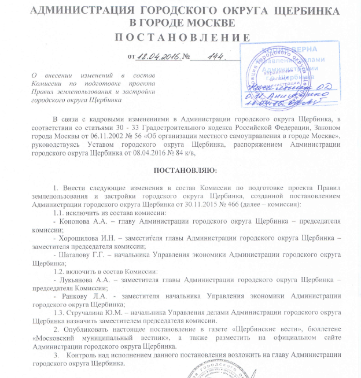 АДМИНИСТРАЦИЯ ГОРОДСКОГО ОКРУГА ЩЕРБИНКА
В ГОРОДЕ МОСКВЕ
ПОСТАНОВЛЕНИЕ
от 18.04.2016 № 144
О внесении изменений в состав
Комиссии по подготовке проекта
Правил землепользования и застройки
городского округа Щербинка
В связи с кадровыми изменениями в Администрации городского округа Щербинка, в
соответствии со статьями 30 - 33 Градостроительного кодекса Российской Федерации, Законом
города Москвы от 06.11.2002 № 56 «Об организации местного самоуправления в городе Москве»,
руководствуясь Уставом городского округа Щербинка, распоряжением Администрации
городского округа Щербинка от 08.04.2016 № 84 к/в,
ПОСТАНОВЛЯЮ:
1. Внести следующие изменения в состав Комиссии по подготовке проекта Правил
землепользования и застройки городского округа Щербинка, созданной постановлением
Администрации городского округа Щербинка от 30.11.2015 № 466 (далее - комиссия):
1.1. исключить из состава комиссии:
- Кононова А.А. – главу Администрации городского округа Щербинка – председателя
комиссии;
- Хорошилова И.Н. – заместителя главы Администрации городского округа Щербинка –
заместителя председателя комиссии;
- Шаталову Г.Г. – начальника Управления экономики Администрации городского округа
Щербинка.
1.2. включить в состав Комиссии:
- Лукьянова А.А. – заместителя главы Администрации городского округа Щербинка -
председателем Комиссии;
- Рыжову Л.А. – заместителя начальника Управления экономики Администрации
городского округа Щербинка;
1.3. Стручалина Ю.М. – начальника Управления делами Администрации городского округа
Щербинка назначить заместителем председателя комиссии.
2. Опубликовать настоящее постановление в газете «Щербинские вести», бюллетене
«Московский муниципальный вестник», а также разместить на официальном сайте
Администрации городского округа Щербинка.
3. Контроль над исполнением данного постановления возложить на главу Администрации
городского округа Щербинка.